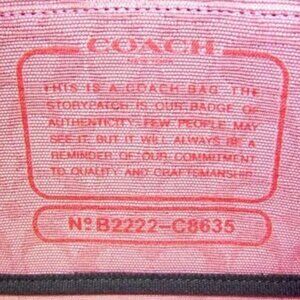 COACH
NEW YORK
THIS IS A COACH BAG. THE
STORYPATCH IS OUR BADGE OF
AUTHENTICITY. FEW PEOPLE MAY
SEE IT. BUT IT WILL ALWAYS BE A
REMINDER OF OUR COMMITMENT
TO QUALITY AND CRAFTSMANSHIP.
Nº B2222-C8635